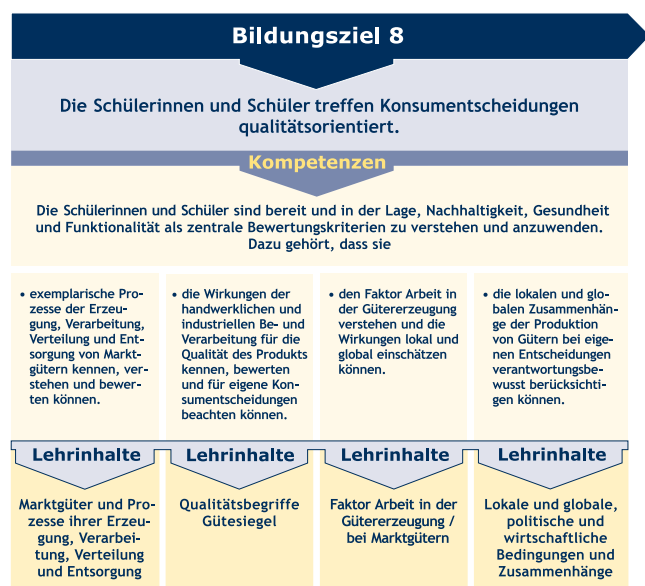 Bildungsziel 8
Die Schülerinnen und Schüler treffen Konsumentscheidungen
qualitätsorientiert.
Kompetenzen
Die Schülerinnen und Schüler sind bereit und in der Lage, Nachhaltigkeit, Gesundheit
und Funktionalität als zentrale Bewertungskriterien zu verstehen und anzuwenden.
Dazu gehört, dass sie
• exemplarische Pro-
zesse der Erzeu-
gung, Verarbeitung,
Verteilung und Ent-
sorgung von Markt-
gütern kennen, ver-
stehen und bewer-
ten können.
• die Wirkungen der
handwerklichen und
industriellen Be- und
Verarbeitung für die
Qualität des Produkts
kennen, bewerten
und für eigene Kon-
sumentscheidungen
beachten können.
• den Faktor Arbeit in
der Gütererzeugung
verstehen und die
Wirkungen lokal und
global einschätzen
können.
• die lokalen und glo-
balen Zusammenhän-
ge der Produktion
von Gütern bei eige-
nen Entscheidungen
verantwortungsbe-
wusst berücksichti-
gen können.
Lehrinhalte
Marktgüter und Pro-
zesse ihrer Erzeu-
gung, Verarbei-
tung, Verteilung
und Entsorgung
Lehrinhalte
Qualitätsbegriffe
Gütesiegel
Lehrinhalte
Faktor Arbeit in der
Gütererzeugung /
bei Marktgütern
Lehrinhalte
Lokale und globale,
politische und
wirtschaftliche
Bedingungen und
Zusammenhänge